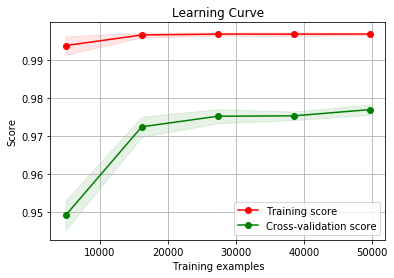 Learning Curve
Score
0.99
0.98
0.97
0.96
0.95
Training score
Cross-validation score
10000 20000 30000 40000 50000
Training examples